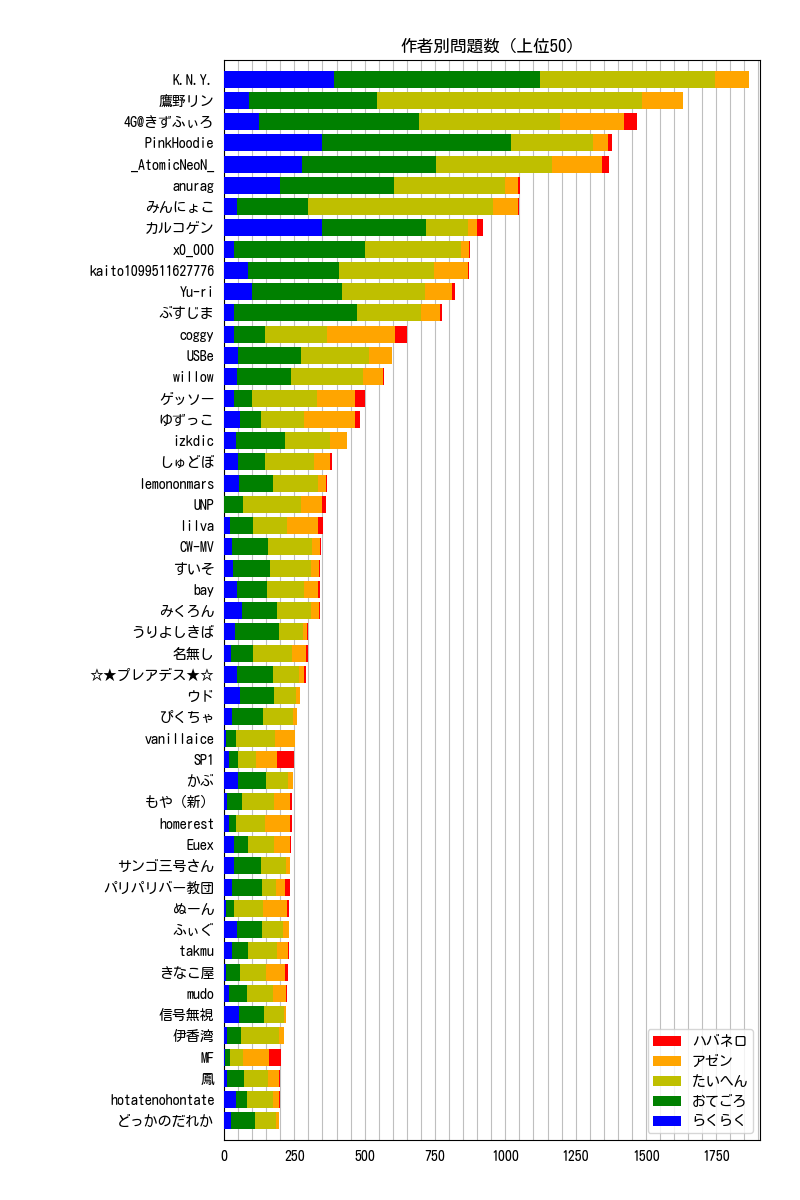 作者別問題数（上位50）
K.N.Y.
鷹野リン
4G@きずふぃろ
PinkHoodie
_AtomicNeoN_
anurag
みんにょこ
カルコゲン
x0_000
kaito1099511627776
Yu-ri
ぶすじま
coggy
USBe
willow
ゲッソー
ゆずっこ
izkdic
しゅどぼ
lemononmars
UNP
lilva
CW-MV
すいそ
bay
みくろん
うりよしきば
名無し
☆★プレアデス★☆
ウド
ぴくちゃ
vanillaice
SP1
かぶ
もや（新）
homerest
Euex
サンゴ三号さん
パリパリバー教団
ぬーん
ふぃぐ
takmu
きなこ屋
mudo
信号無視
伊香湾
MF
鳳
hotatenohontate
どっかのだれか
ハバネロ
アゼン
たいへん
おてごろ
らくらく
0 250 500 750 1000 1250 1500 1750